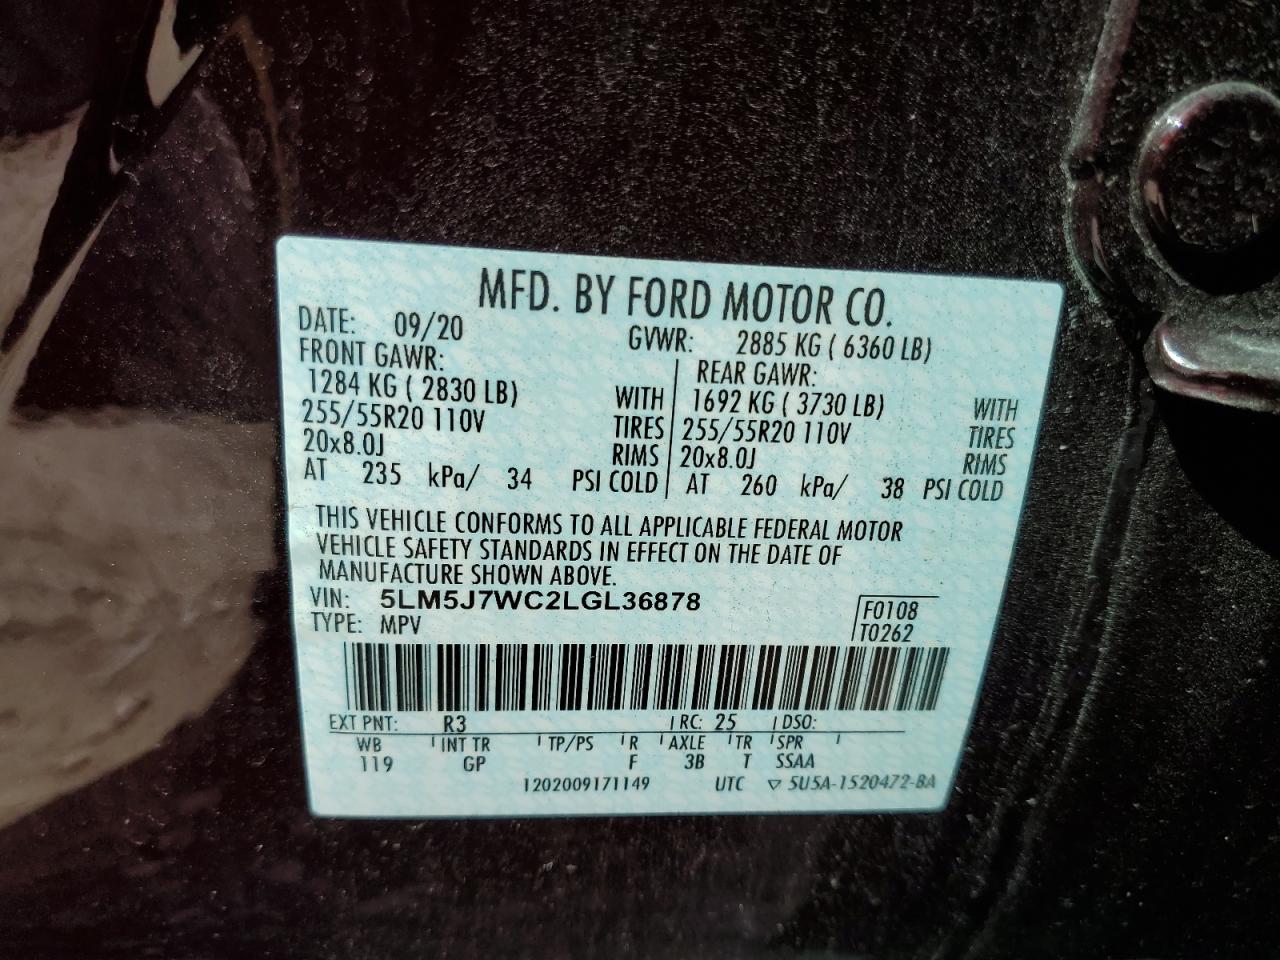 MFD. BY FORD MOTOR CO.
DATE: 09/20 GVWR: 2885 KG ( 6360 LB)
FRONT GAWR: REAR GAWR:
1284 KG ( 2830 LB) WITH 1692 KG ( 3730 LB) WITH
255/55R20 110V TIRES 255/55R20 110V TIRES
20x8.0J RIMS 20x8.0J RIMS
AT 235 kPa/ 34 PSI COLD AT 260 kPa/ 38 PSI COLD
THIS VEHICLE CONFORMS TO ALL APPLICABLE FEDERAL MOTOR
VEHICLE SAFETY STANDARDS IN EFFECT ON THE DATE OF
MANUFACTURE SHOWN ABOVE.
VIN: 5LM5J7WC2LGL36878 F0108
TYPE: MPV T0262
EXT PNT: R3 RC: 25 DSO:
WB INT TR TP/PS R AXLE TR SPR
119 GP F 3B T SSAA
1202009171149 UTC ▽ 5U5A-1520472-BA